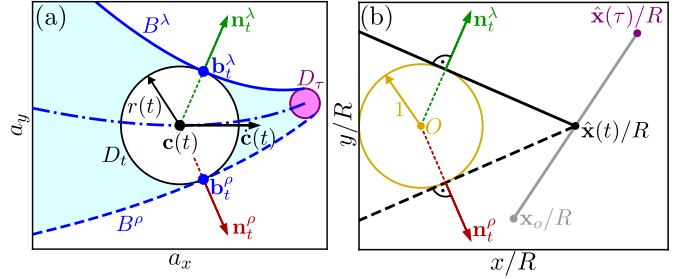 (a)
B^λ
n_t^λ
b_t^λ
D_τ
r(t)
c(t)
ċ(t)
D_t
b_t^ρ
B^ρ
n_t^ρ
a_y
a_x
(b)
n_t^λ
x̂(τ)/R
1
O
x̂(t)/R
n_t^ρ
x_o/R
y/R
x/R